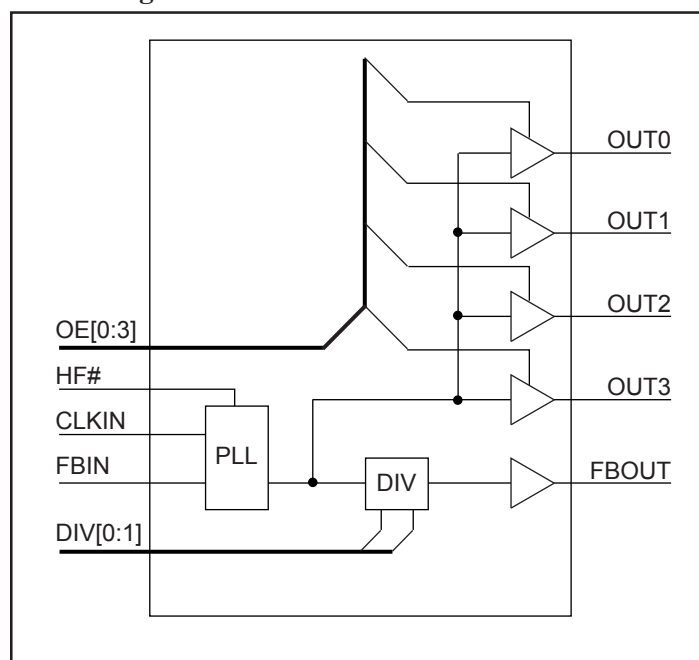 OUT0
OUT1
OUT2
OE[0:3]
HF#
OUT3
CLKIN
PLL
FBIN
DIV
FBOUT
DIV[0:1]